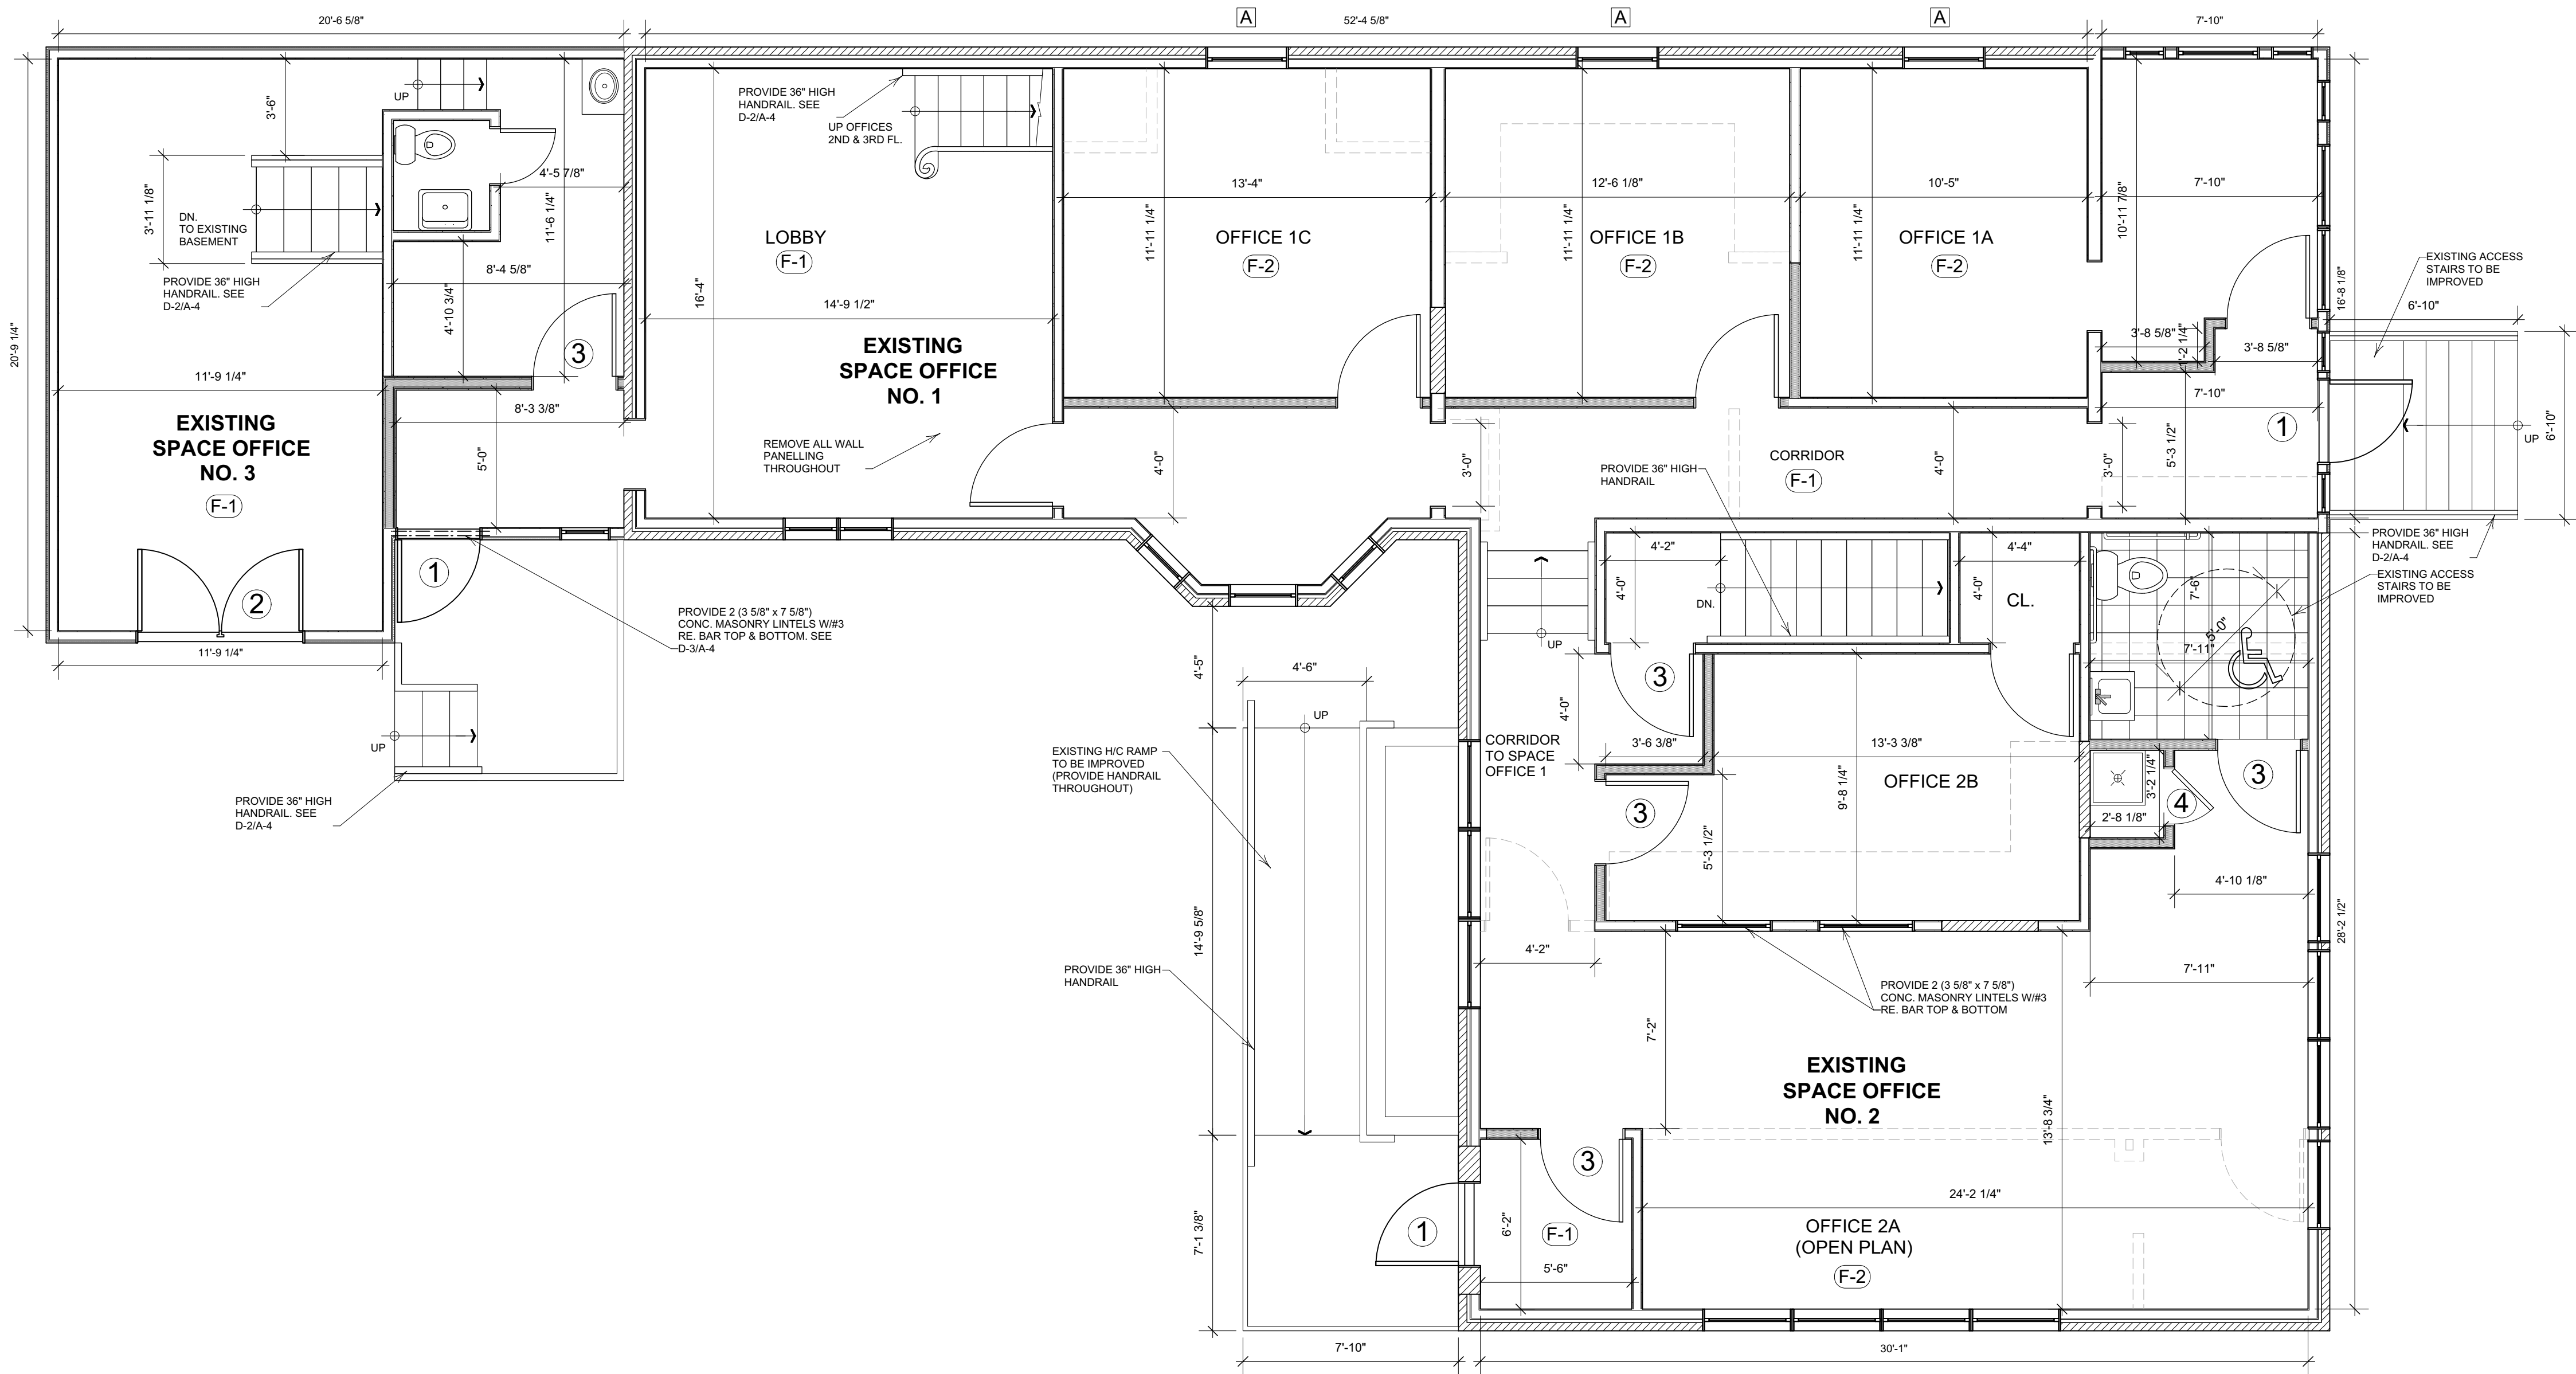 20'-6 5/8"
A
52'-4 5/8"
A
A
7'-10"
UP
3'-6"
PROVIDE 36" HIGH
HANDRAIL. SEE
D-2/A-4
UP OFFICES
2ND & 3RD FL.
3'-11 1/8"
DN.
TO EXISTING
BASEMENT
4'-5 7/8"
11'-6 1/4"
13'-4"
12'-6 1/8"
10'-5"
7'-10"
11'-11 1/4"
11'-11 1/4"
11'-11 1/4"
10'-11 7/8"
LOBBY
F-1
OFFICE 1C
F-2
OFFICE 1B
F-2
OFFICE 1A
F-2
EXISTING ACCESS
STAIRS TO BE
IMPROVED
PROVIDE 36" HIGH
HANDRAIL. SEE
D-2/A-4
8'-4 5/8"
4'-10 3/4"
16'-4"
14'-9 1/2"
16'-8 1/8"
6'-10"
20'-9 1/4"
3
EXISTING
SPACE OFFICE
NO. 1
3'-8 5/8"
1'-2 1/4"
3'-8 5/8"
11'-9 1/4"
7'-10"
EXISTING
SPACE OFFICE
NO. 3
F-1
8'-3 3/8"
5'-0"
REMOVE ALL WALL
PANELLING
THROUGHOUT
4'-0"
3'-0"
PROVIDE 36" HIGH
HANDRAIL
CORRIDOR
F-1
4'-0"
3'-0"
5'-3 1/2"
1
UP
6'-10"
PROVIDE 36" HIGH
HANDRAIL. SEE
D-2/A-4
EXISTING ACCESS
STAIRS TO BE
IMPROVED
1
2
11'-9 1/4"
PROVIDE 2 (3 5/8" x 7 5/8")
CONC. MASONRY LINTELS W/#3
RE. BAR TOP & BOTTOM. SEE
D-3/A-4
4'-2"
4'-0"
DN.
4'-4"
4'-0"
CL.
7'-6"
5'-0"
7'-11"
UP
4'-5"
4'-6"
UP
3
4'-0"
UP
EXISTING H/C RAMP
TO BE IMPROVED
(PROVIDE HANDRAIL
THROUGHOUT)
CORRIDOR
TO SPACE
OFFICE 1
3'-6 3/8"
13'-3 3/8"
OFFICE 2B
9'-8 1/4"
3
5'-3 1/2"
3'-2 1/4"
4
2'-8 1/8"
3
PROVIDE 36" HIGH
HANDRAIL. SEE
D-2/A-4
4'-10 1/8"
14'-9 5/8"
28'-2 1/2"
4'-2"
PROVIDE 36" HIGH
HANDRAIL
7'-11"
PROVIDE 2 (3 5/8" x 7 5/8")
CONC. MASONRY LINTELS W/#3
RE. BAR TOP & BOTTOM
7'-2"
EXISTING
SPACE OFFICE
NO. 2
13'-8 3/4"
3
24'-2 1/4"
7'-1 3/8"
1
6'-2"
F-1
OFFICE 2A
(OPEN PLAN)
F-2
5'-6"
7'-10"
30'-1"